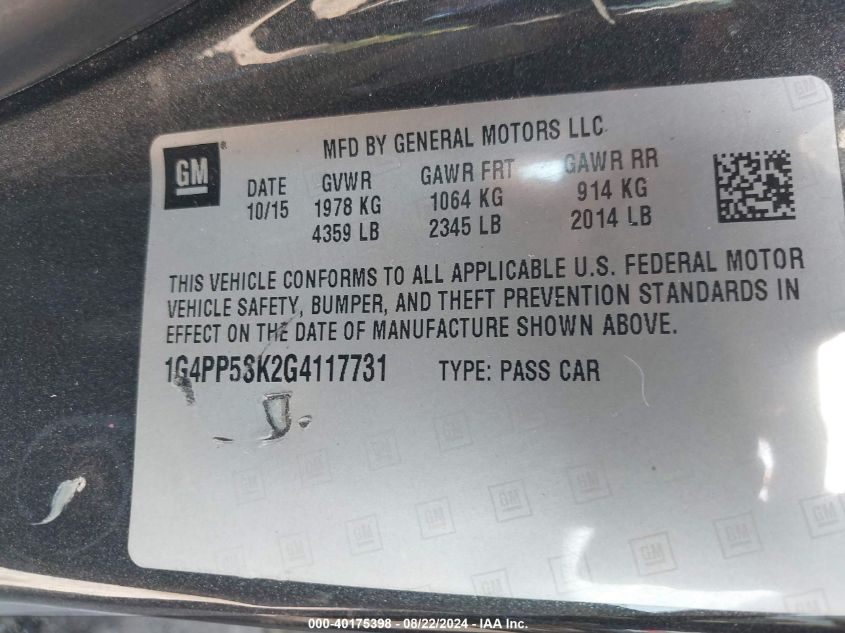 MFD BY GENERAL MOTORS LLC
GM ®
DATE GVWR GAWR FRT GAWR RR
10/15 1978 KG 1064 KG 914 KG
4359 LB 2345 LB 2014 LB
THIS VEHICLE CONFORMS TO ALL APPLICABLE U.S. FEDERAL MOTOR
VEHICLE SAFETY, BUMPER, AND THEFT PREVENTION STANDARDS IN
EFFECT ON THE DATE OF MANUFACTURE SHOWN ABOVE.
1G4PP5SK2G4117731 TYPE: PASS CAR
000-40175398 - 08/22/2024 - IAA Inc.